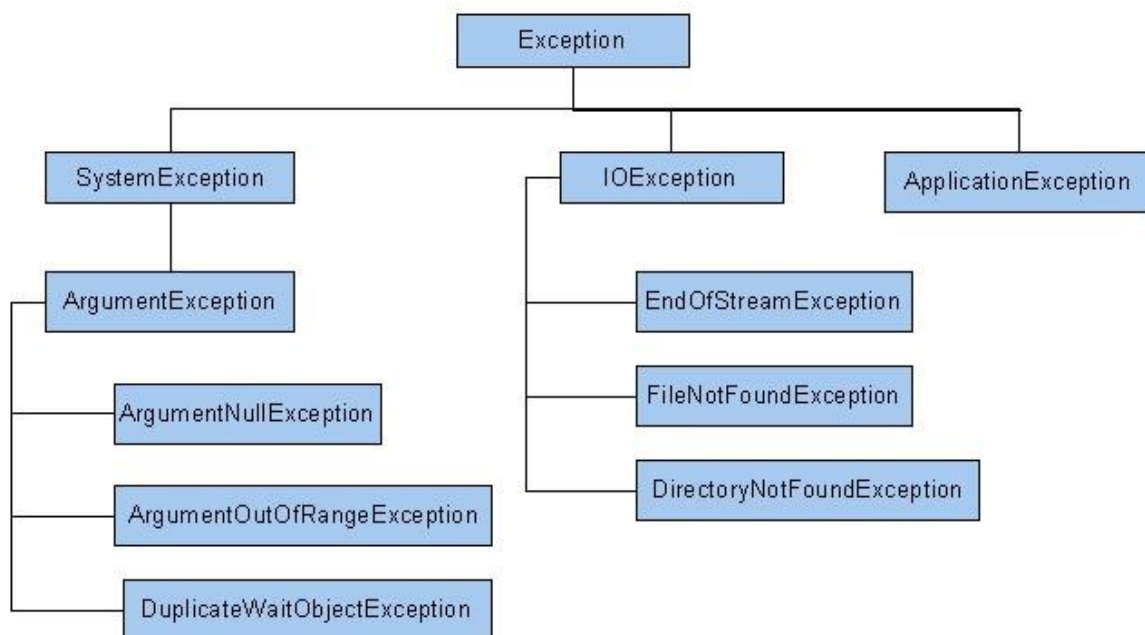 Exception
SystemException
IOException
ApplicationException
ArgumentException
EndOfStreamException
ArgumentNullException
FileNotFoundException
ArgumentOutOfRangeException
DirectoryNotFoundException
DuplicateWaitObjectException